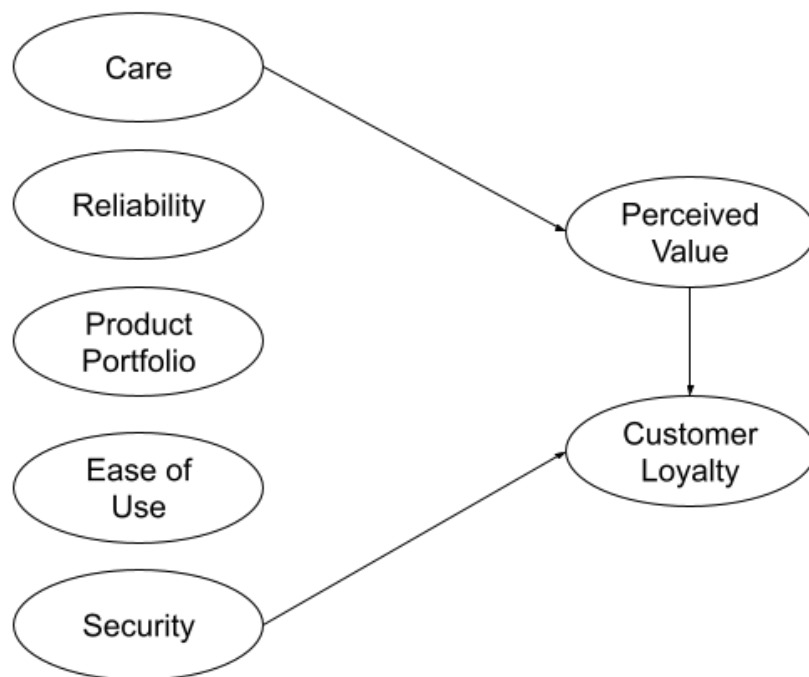 Care
Reliability
Product
Portfolio
Ease of
Use
Security
Perceived
Value
Customer
Loyalty